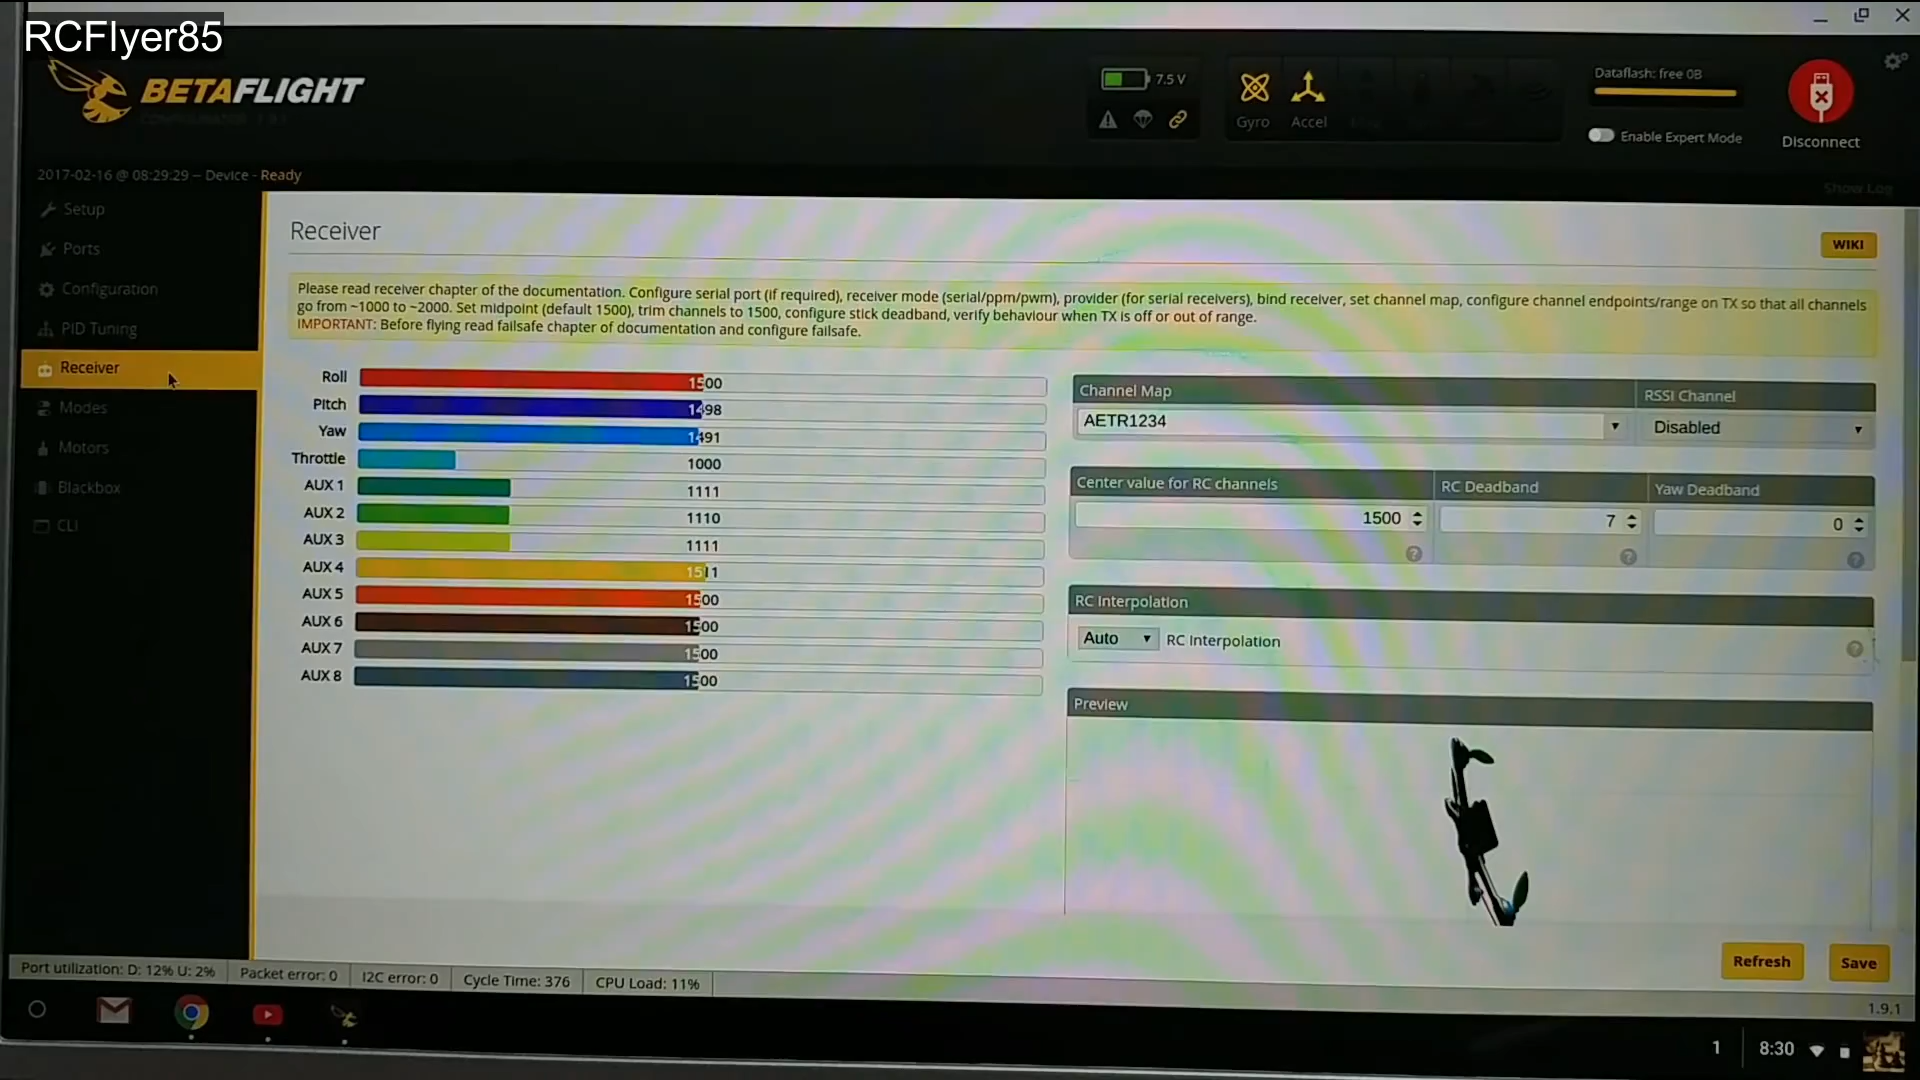 RCFlyer85
BETAFLIGHT
7.5 V
Gyro
Accel
Dataflash: free 0B
Enable Expert Mode
Disconnect
2017-02-16 @ 08:29:29 -- Device - Ready
Show Log
Setup
Ports
Configuration
PID Tuning
Receiver
Modes
Motors
Blackbox
CLI
Receiver
WIKI
Please read receiver chapter of the documentation. Configure serial port (if required), receiver mode (serial/ppm/pwm), provider (for serial receivers), bind receiver, set channel map, configure channel endpoints/range on TX so that all channels
go from ~1000 to ~2000. Set midpoint (default 1500), trim channels to 1500, configure stick deadband, verify behaviour when TX is off or out of range.
IMPORTANT: Before flying read failsafe chapter of documentation and configure failsafe.
Roll 1500
Pitch 1498
Yaw 1491
Throttle 1000
AUX 1 1111
AUX 2 1110
AUX 3 1111
AUX 4 1511
AUX 5 1500
AUX 6 1500
AUX 7 1500
AUX 8 1500
Channel Map
RSSI Channel
AETR1234
Disabled
Center value for RC channels
RC Deadband
Yaw Deadband
1500
7
0
RC Interpolation
Auto
RC Interpolation
Preview
Refresh
Save
Port utilization: D: 12% U: 2%
Packet error: 0
I2C error: 0
Cycle Time: 376
CPU Load: 11%
1.9.1
1
8:30